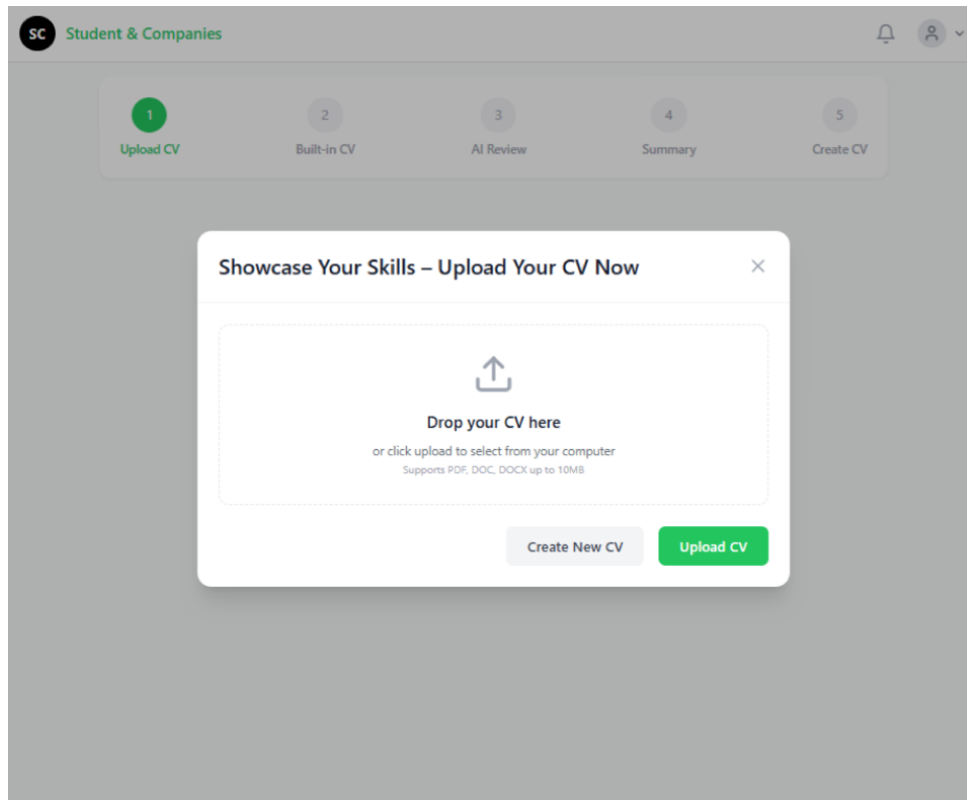 SC Student & Companies
1 2 3 4 5
Upload CV Built-in CV AI Review Summary Create CV
Showcase Your Skills – Upload Your CV Now
Drop your CV here
or click upload to select from your computer
Supports PDF, DOC, DOCX up to 10MB
Create New CV Upload CV